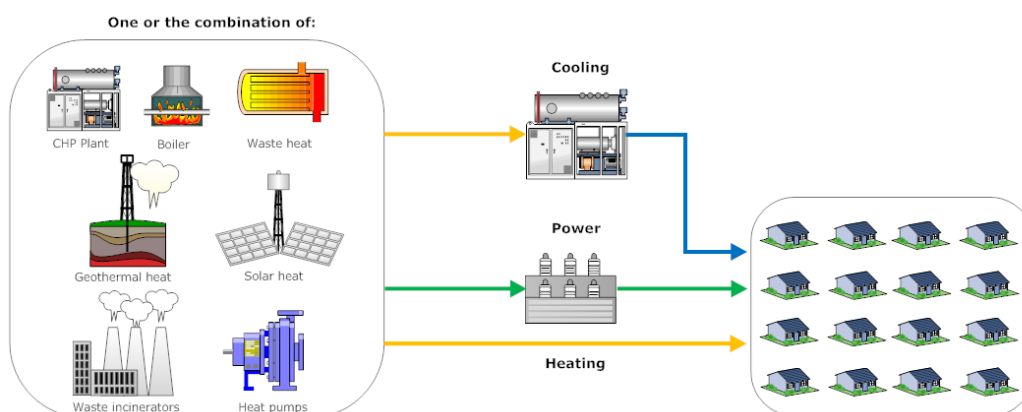 One or the combination of:
CHP Plant
Boiler
Waste heat
Geothermal heat
Solar heat
Waste incinerators
Heat pumps
Cooling
Power
Heating